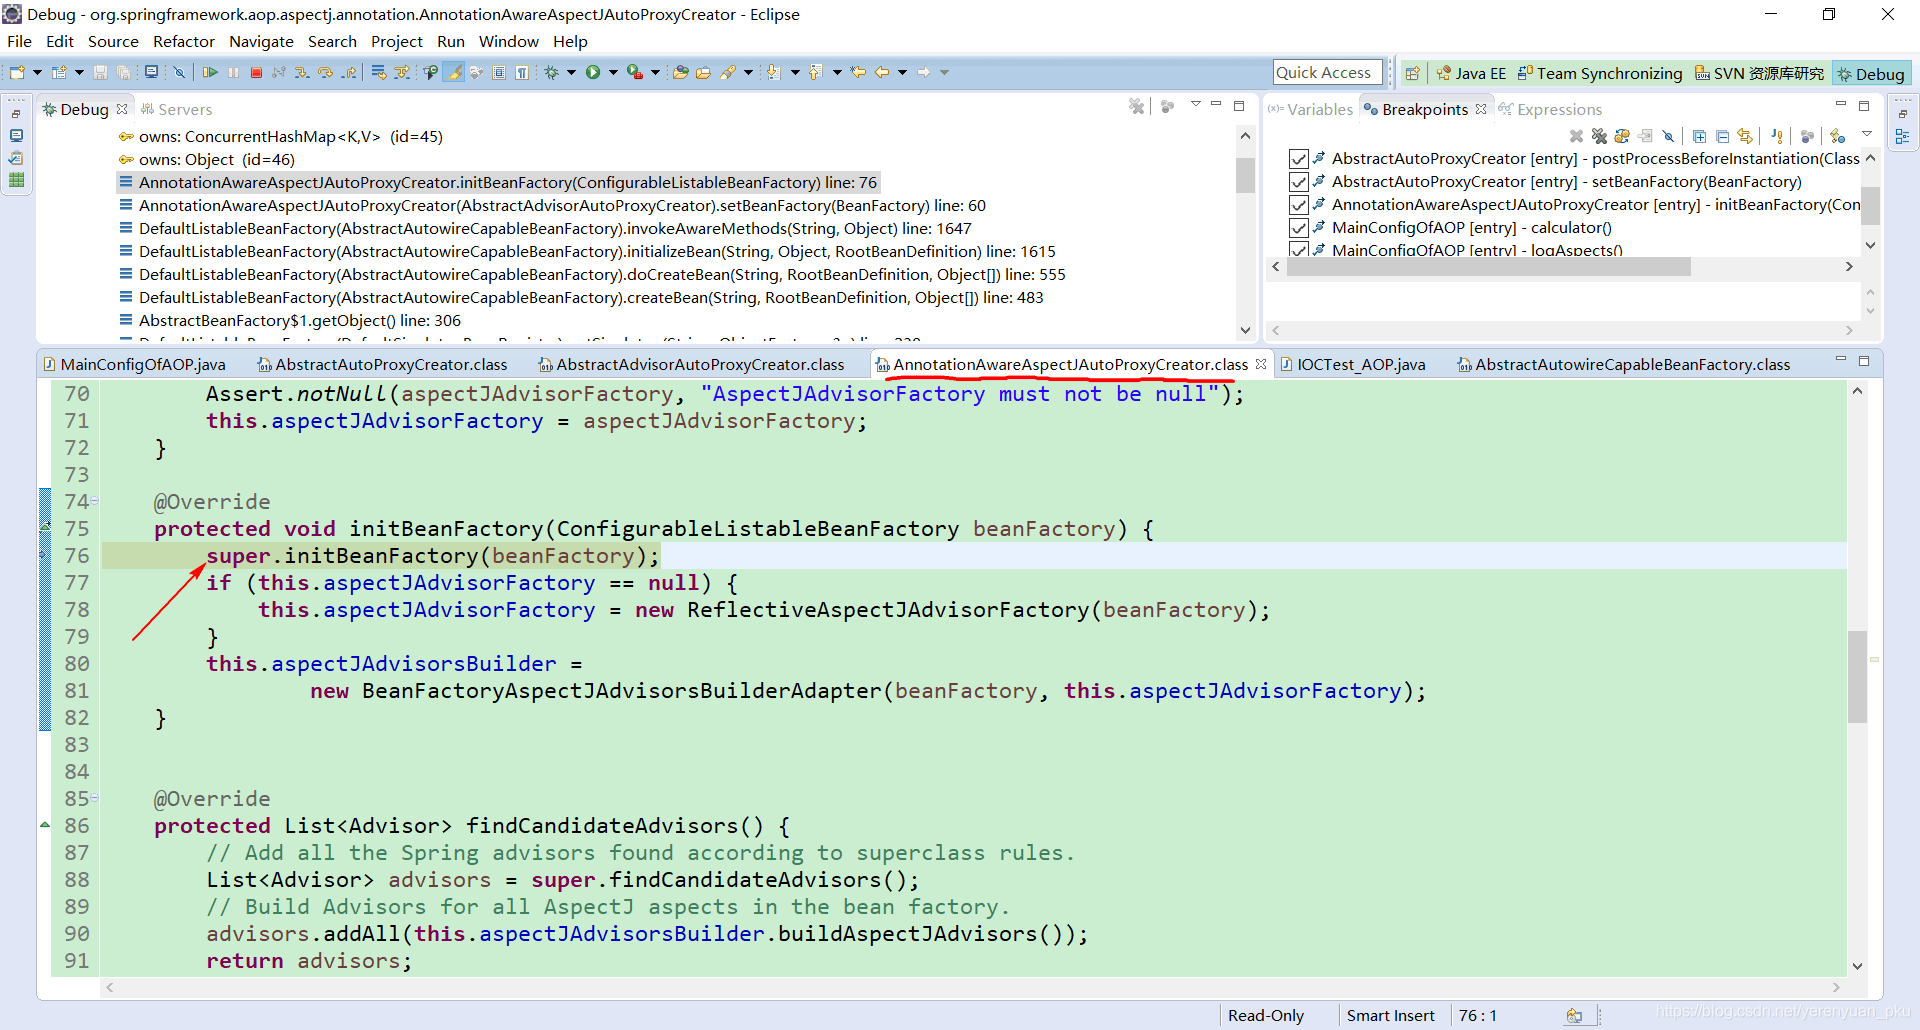 Debug - org.springframework.aop.aspectj.annotation.AnnotationAwareAspectJAutoProxyCreator - Eclipse
File Edit Source Refactor Navigate Search Project Run Window Help
Quick Access
Java EE
Team Synchronizing
SVN 资源库研究
Debug
Debug
Servers
owns: ConcurrentHashMap<K,V> (id=45)
owns: Object (id=46)
AnnotationAwareAspectJAutoProxyCreator.initBeanFactory(ConfigurableListableBeanFactory) line: 76
AnnotationAwareAspectJAutoProxyCreator(AbstractAdvisorAutoProxyCreator).setBeanFactory(BeanFactory) line: 60
DefaultListableBeanFactory(AbstractAutowireCapableBeanFactory).invokeAwareMethods(String, Object) line: 1647
DefaultListableBeanFactory(AbstractAutowireCapableBeanFactory).initializeBean(String, Object, RootBeanDefinition) line: 1615
DefaultListableBeanFactory(AbstractAutowireCapableBeanFactory).doCreateBean(String, RootBeanDefinition, Object[]) line: 555
DefaultListableBeanFactory(AbstractAutowireCapableBeanFactory).createBean(String, RootBeanDefinition, Object[]) line: 483
AbstractBeanFactory$1.getObject() line: 306
(x)= Variables
Breakpoints
Expressions
AbstractAutoProxyCreator [entry] - postProcessBeforeInstantiation(Class
AbstractAutoProxyCreator [entry] - setBeanFactory(BeanFactory)
AnnotationAwareAspectJAutoProxyCreator [entry] - initBeanFactory(Con
MainConfigOfAOP [entry] - calculator()
MainConfigOfAOP [entry] - logAspects()
MainConfigOfAOP.java
AbstractAutoProxyCreator.class
AbstractAdvisorAutoProxyCreator.class
AnnotationAwareAspectJAutoProxyCreator.class
IOCTest_AOP.java
AbstractAutowireCapableBeanFactory.class
70 Assert.notNull(aspectJAdvisorFactory, "AspectJAdvisorFactory must not be null");
71 this.aspectJAdvisorFactory = aspectJAdvisorFactory;
72 }
73
74 @Override
75 protected void initBeanFactory(ConfigurableListableBeanFactory beanFactory) {
76 super.initBeanFactory(beanFactory);
77 if (this.aspectJAdvisorFactory == null) {
78 this.aspectJAdvisorFactory = new ReflectiveAspectJAdvisorFactory(beanFactory);
79 }
80 this.aspectJAdvisorsBuilder =
81 new BeanFactoryAspectJAdvisorsBuilderAdapter(beanFactory, this.aspectJAdvisorFactory);
82 }
83
84
85 @Override
86 protected List<Advisor> findCandidateAdvisors() {
87 // Add all the Spring advisors found according to superclass rules.
88 List<Advisor> advisors = super.findCandidateAdvisors();
89 // Build Advisors for all AspectJ aspects in the bean factory.
90 advisors.addAll(this.aspectJAdvisorsBuilder.buildAspectJAdvisors());
91 return advisors;
Read-Only
Smart Insert
76 : 1
https://blog.csdn.net/yerenyuan_pku